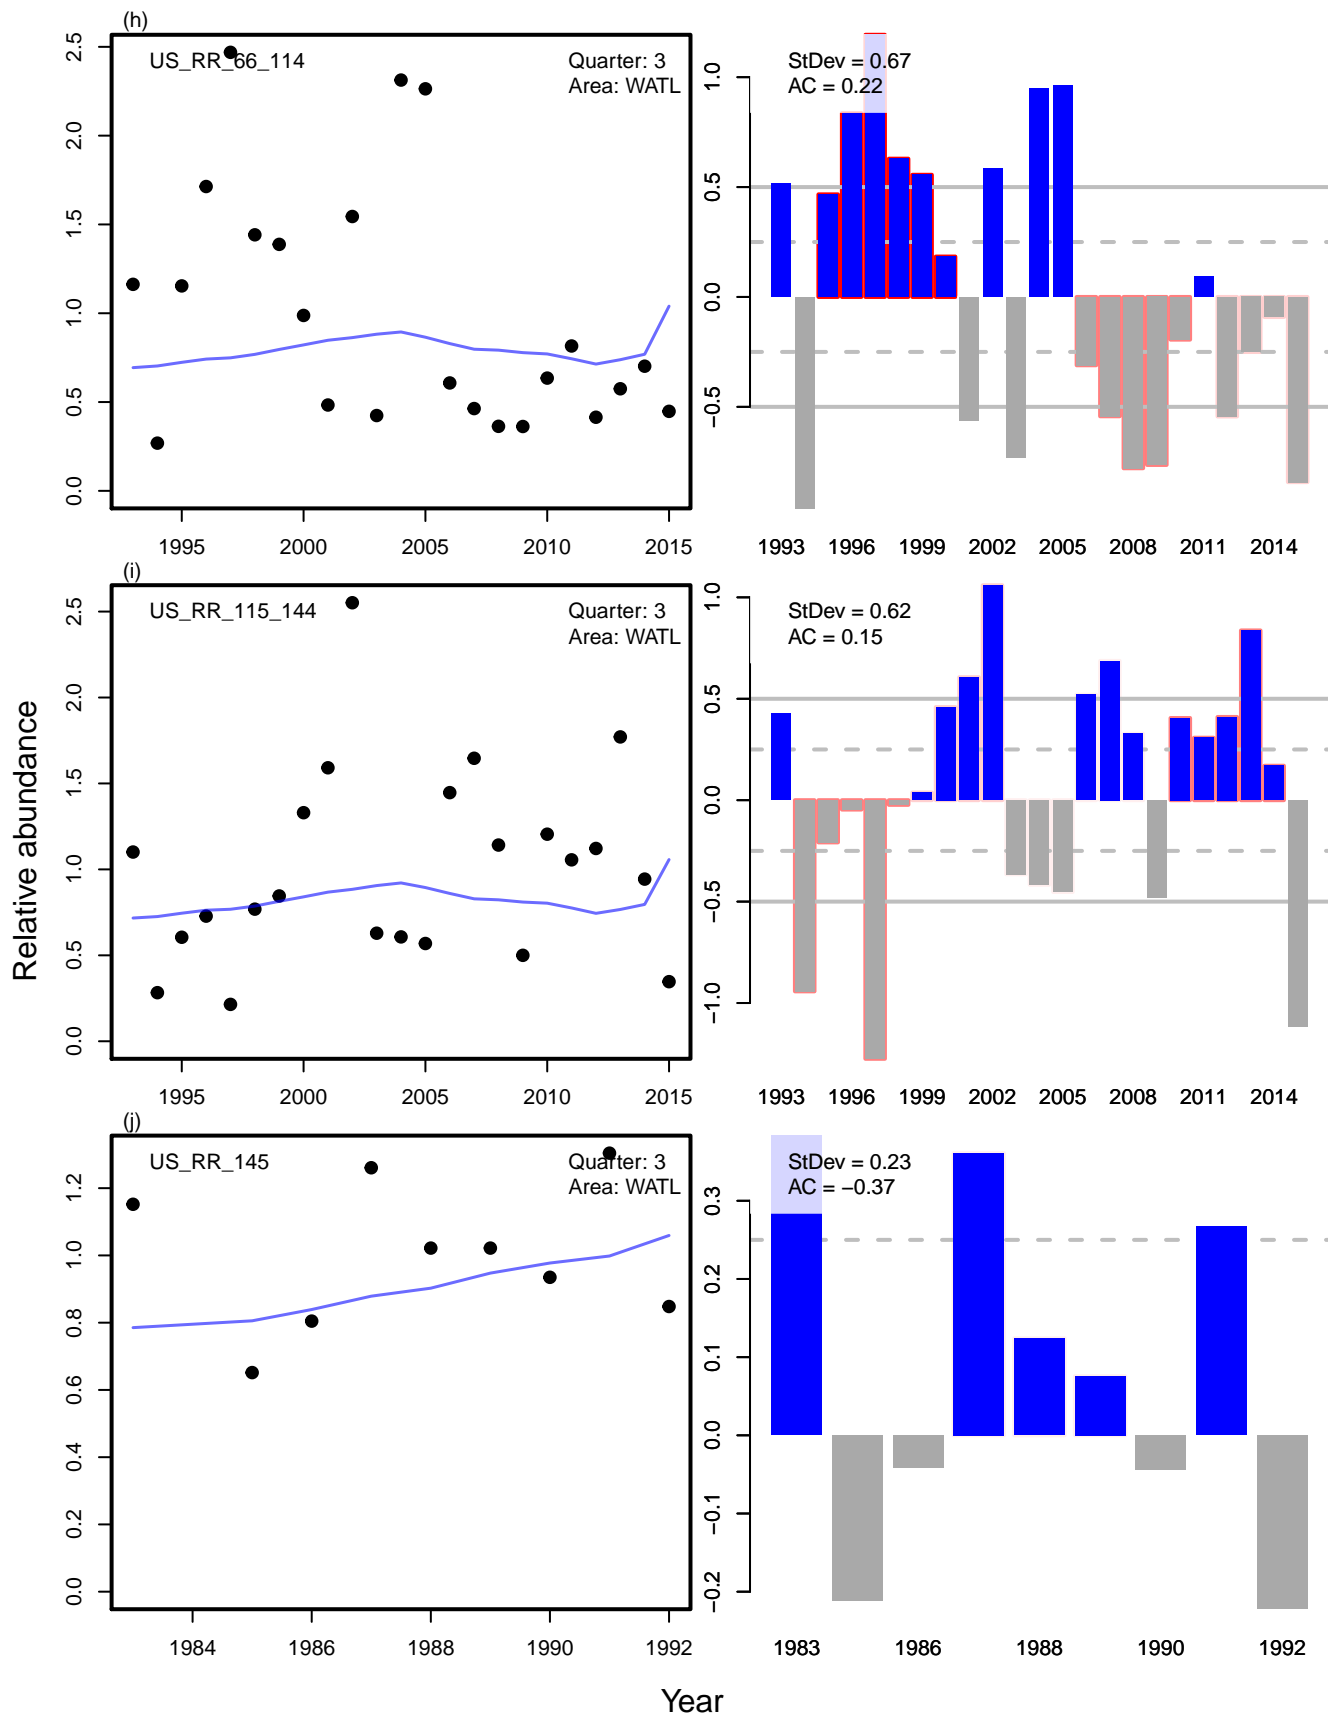 (h)
US_RR_66_114
Quarter: 3
Area: WATL
StDev = 0.67
AC = 0.22
2.5
2.0
1.5
1.0
0.5
0.0
1995 2000 2005 2010 2015
1.0
0.5
0.0
−0.5
1993 1996 1999 2002 2005 2008 2011 2014
(i)
US_RR_115_144
Quarter: 3
Area: WATL
StDev = 0.62
AC = 0.15
2.5
2.0
1.5
1.0
0.5
0.0
1995 2000 2005 2010 2015
1.0
0.5
0.0
−0.5
−1.0
1993 1996 1999 2002 2005 2008 2011 2014
Relative abundance
(j)
US_RR_145
Quarter: 3
Area: WATL
StDev = 0.23
AC = −0.37
1.2
1.0
0.8
0.6
0.4
0.2
0.0
1984 1986 1988 1990 1992
0.3
0.2
0.1
0.0
−0.1
−0.2
1983 1986 1988 1990 1992
Year